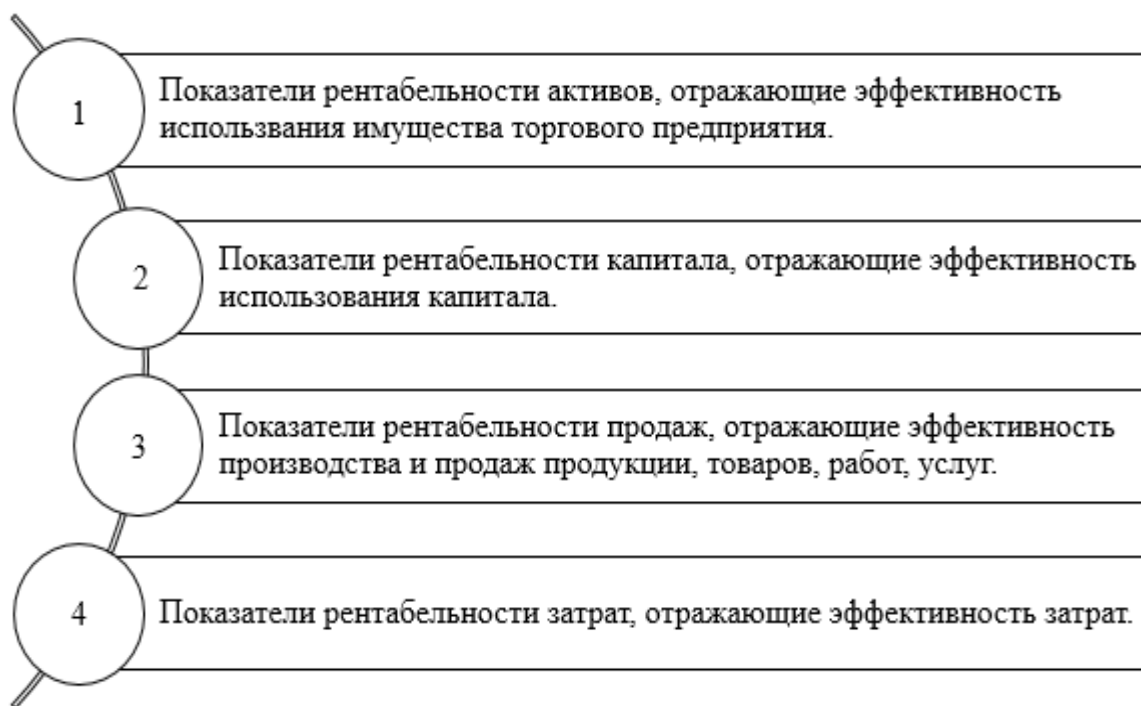 1
Показатели рентабельности активов, отражающие эффективность
использвания имущества торгового предприятия.
2
Показатели рентабельности капитала, отражающие эффективность
использования капитала.
3
Показатели рентабельности продаж, отражающие эффективность
производства и продаж продукции, товаров, работ, услуг.
4
Показатели рентабельности затрат, отражающие эффективность затрат.